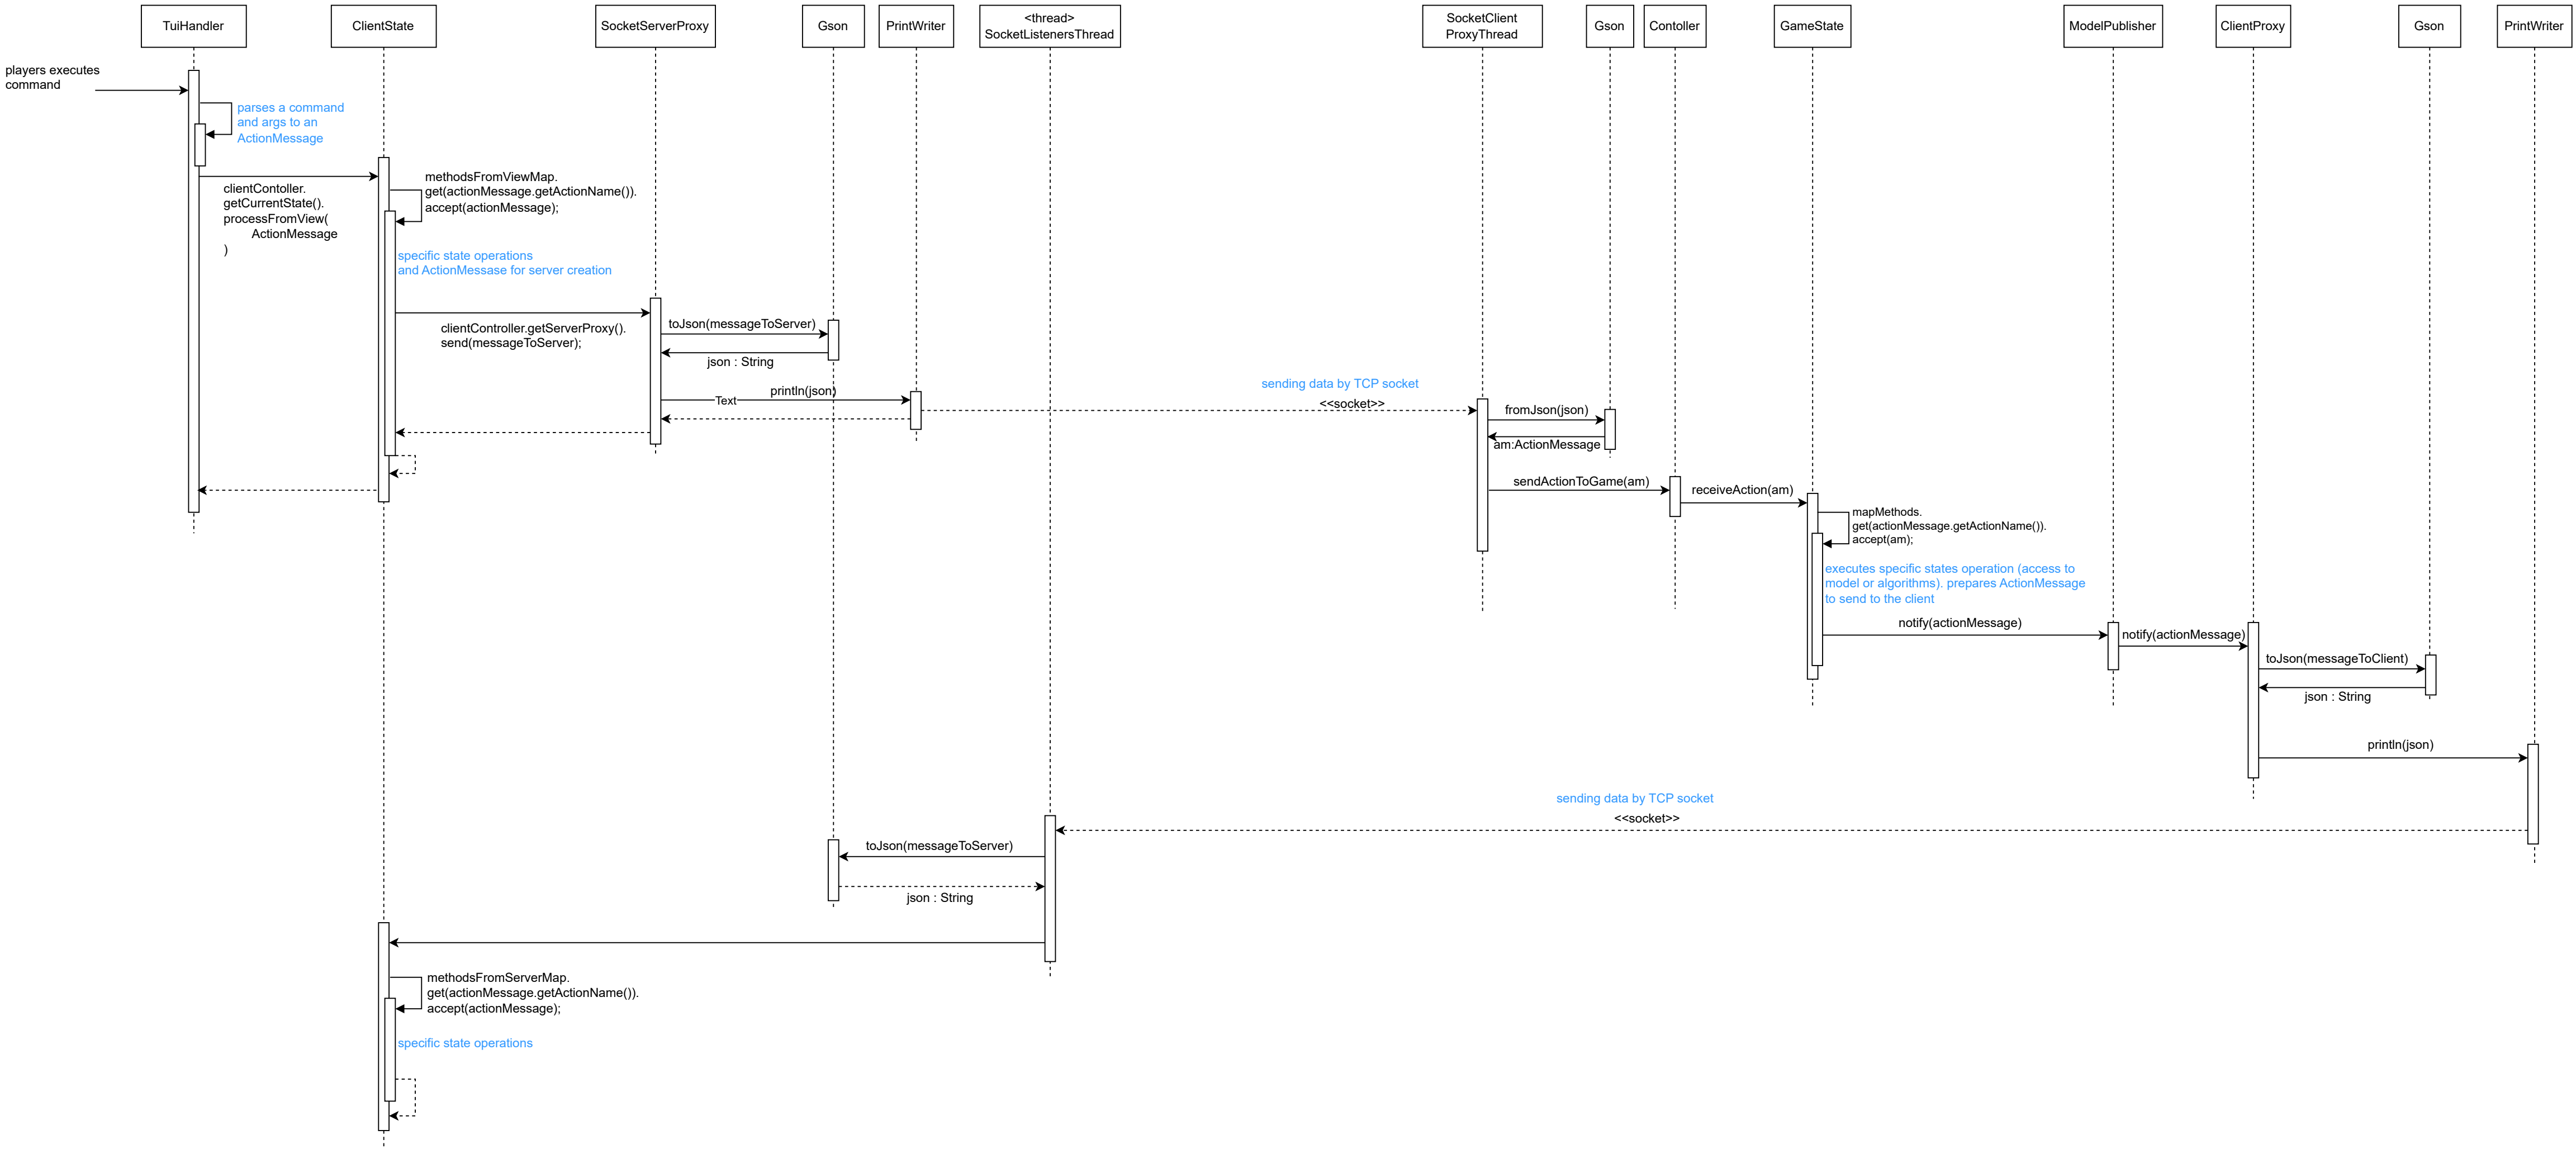 TuiHandler
ClientState
SocketServerProxy
Gson
PrintWriter
<thread>
SocketListenersThread
SocketClient
ProxyThread
Gson
Contoller
GameState
ModelPublisher
ClientProxy
Gson
PrintWriter
players executes
command
parses a command
and args to an
ActionMessage
clientContoller.
getCurrentState().
processFromView(
ActionMessage
)
methodsFromViewMap.
get(actionMessage.getActionName()).
accept(actionMessage);
specific state operations
and ActionMessase for server creation
clientController.getServerProxy().
send(messageToServer);
toJson(messageToServer)
json : String
println(json)
Text
sending data by TCP socket
<<socket>>
fromJson(json)
am:ActionMessage
sendActionToGame(am)
receiveAction(am)
mapMethods.
get(actionMessage.getActionName()).
accept(am);
executes specific states operation (access to
model or algorithms). prepares ActionMessage
to send to the client
notify(actionMessage)
notify(actionMessage)
toJson(messageToClient)
json : String
println(json)
sending data by TCP socket
<<socket>>
toJson(messageToServer)
json : String
methodsFromServerMap.
get(actionMessage.getActionName()).
accept(actionMessage);
specific state operations